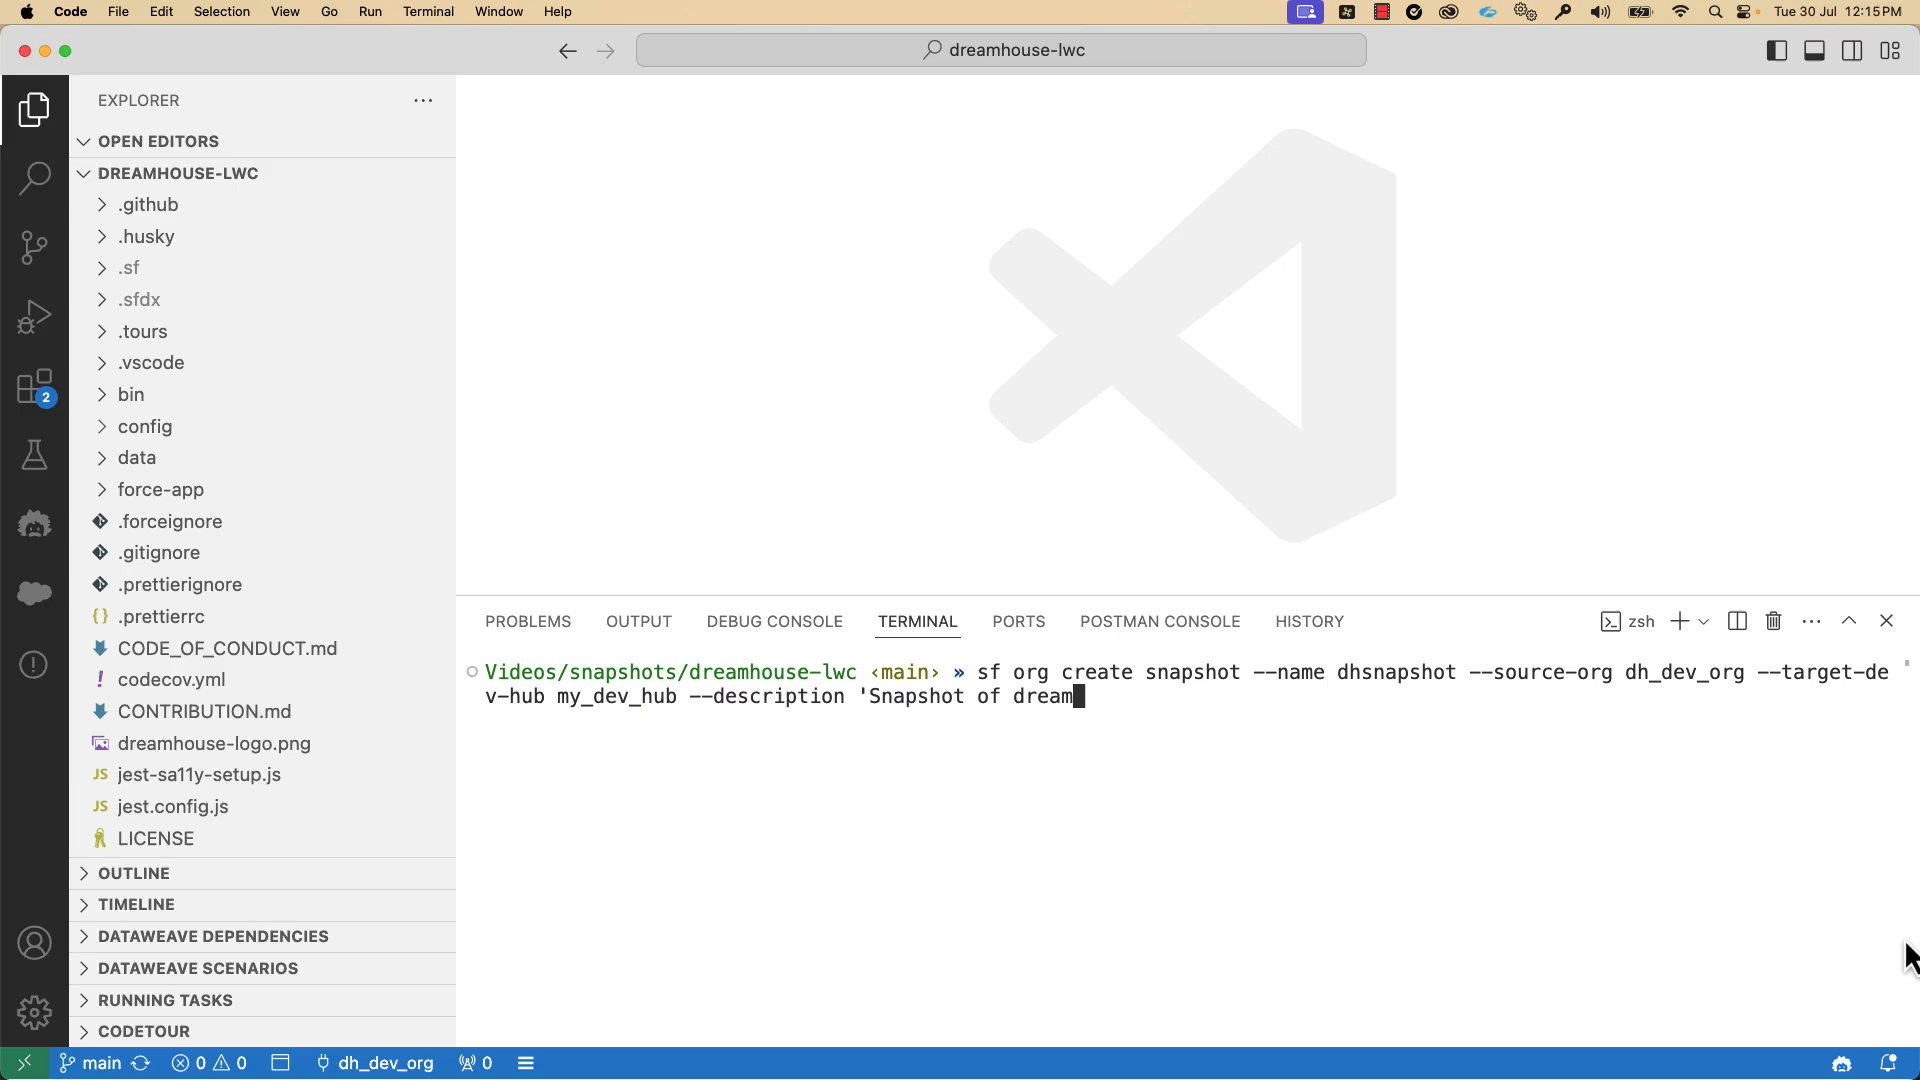 Code File Edit Selection View Go Run Terminal Window Help Tue 30 Jul 12:15 PM
dreamhouse-lwc
EXPLORER
OPEN EDITORS
DREAMHOUSE-LWC
.github
.husky
.sf
.sfdx
.tours
.vscode
bin
config
data
force-app
.forceignore
.gitignore
.prettierignore
{} .prettierrc
CODE_OF_CONDUCT.md
! codecov.yml
CONTRIBUTION.md
dreamhouse-logo.png
JS jest-sa11y-setup.js
JS jest.config.js
LICENSE
OUTLINE
TIMELINE
DATAWEAVE DEPENDENCIES
DATAWEAVE SCENARIOS
RUNNING TASKS
CODETOUR
2
PROBLEMS OUTPUT DEBUG CONSOLE TERMINAL PORTS POSTMAN CONSOLE HISTORY zsh
Videos/snapshots/dreamhouse-lwc ‹main› » sf org create snapshot --name dhsnapshot --source-org dh_dev_org --target-de
v-hub my_dev_hub --description 'Snapshot of dream
main 0 0 dh_dev_org 0